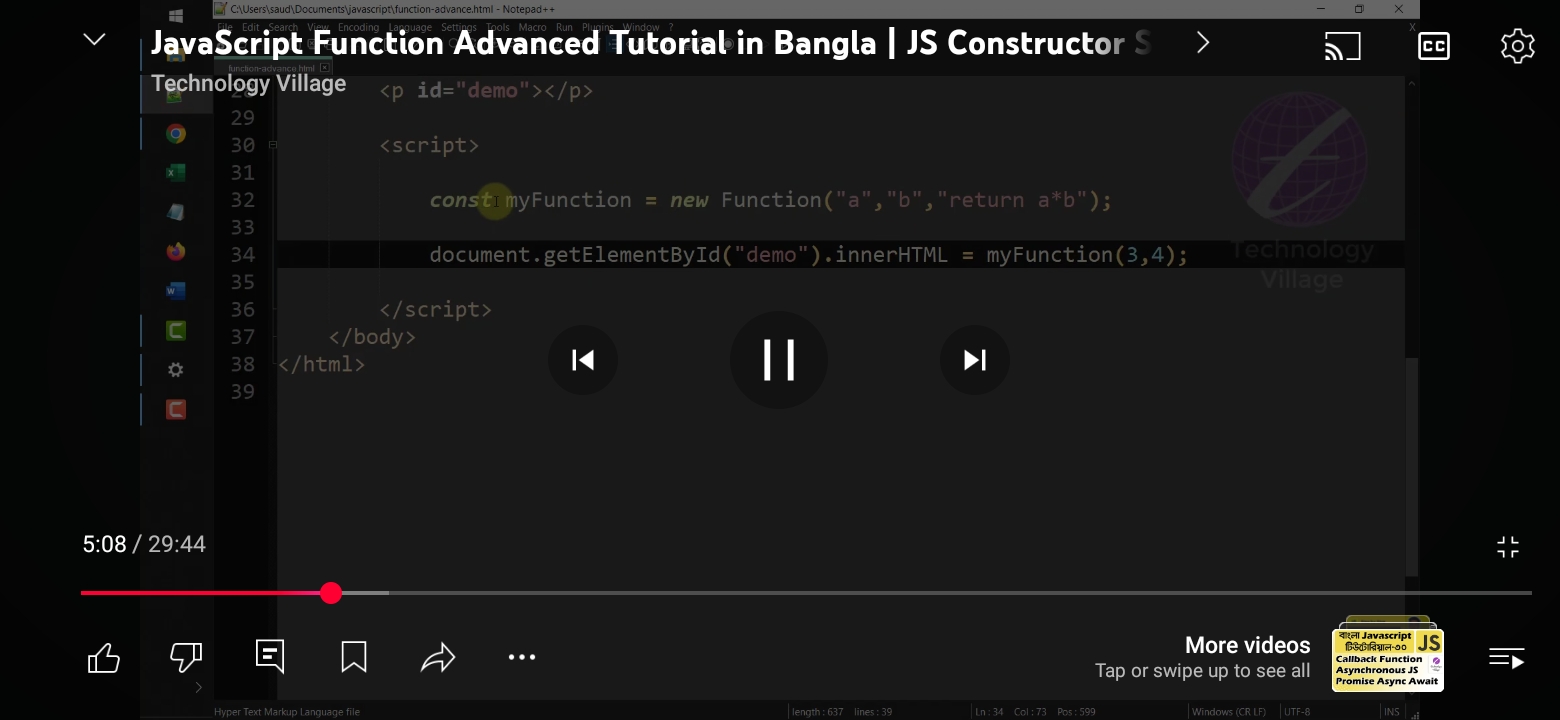 C:\Users\saud\Documents\javascript\function-advance.html - Notepad++
File Edit Search View Encoding Language Settings Tools Macro Run Plugins Window ? X
JavaScript Function Advanced Tutorial in Bangla | JS Constructor S
Technology Village
function-advance.html
28 <p id="demo"></p>
29
30 <script>
31
32 const myFunction = new Function("a","b","return a*b");
33
34 document.getElementById("demo").innerHTML = myFunction(3,4);
35
36 </script>
37 </body>
38 </html>
39
Technology
Village
5:08 / 29:44
More videos
Tap or swipe up to see all
বাংলা Javascript
টিউটোরিয়াল-৩০
JS
Callback Function
Asynchronous JS
Promise Async Await
Hyper Text Markup Language file length : 637 lines : 39 Ln : 34 Col : 73 Pos : 599 Windows (CR LF) UTF-8 INS